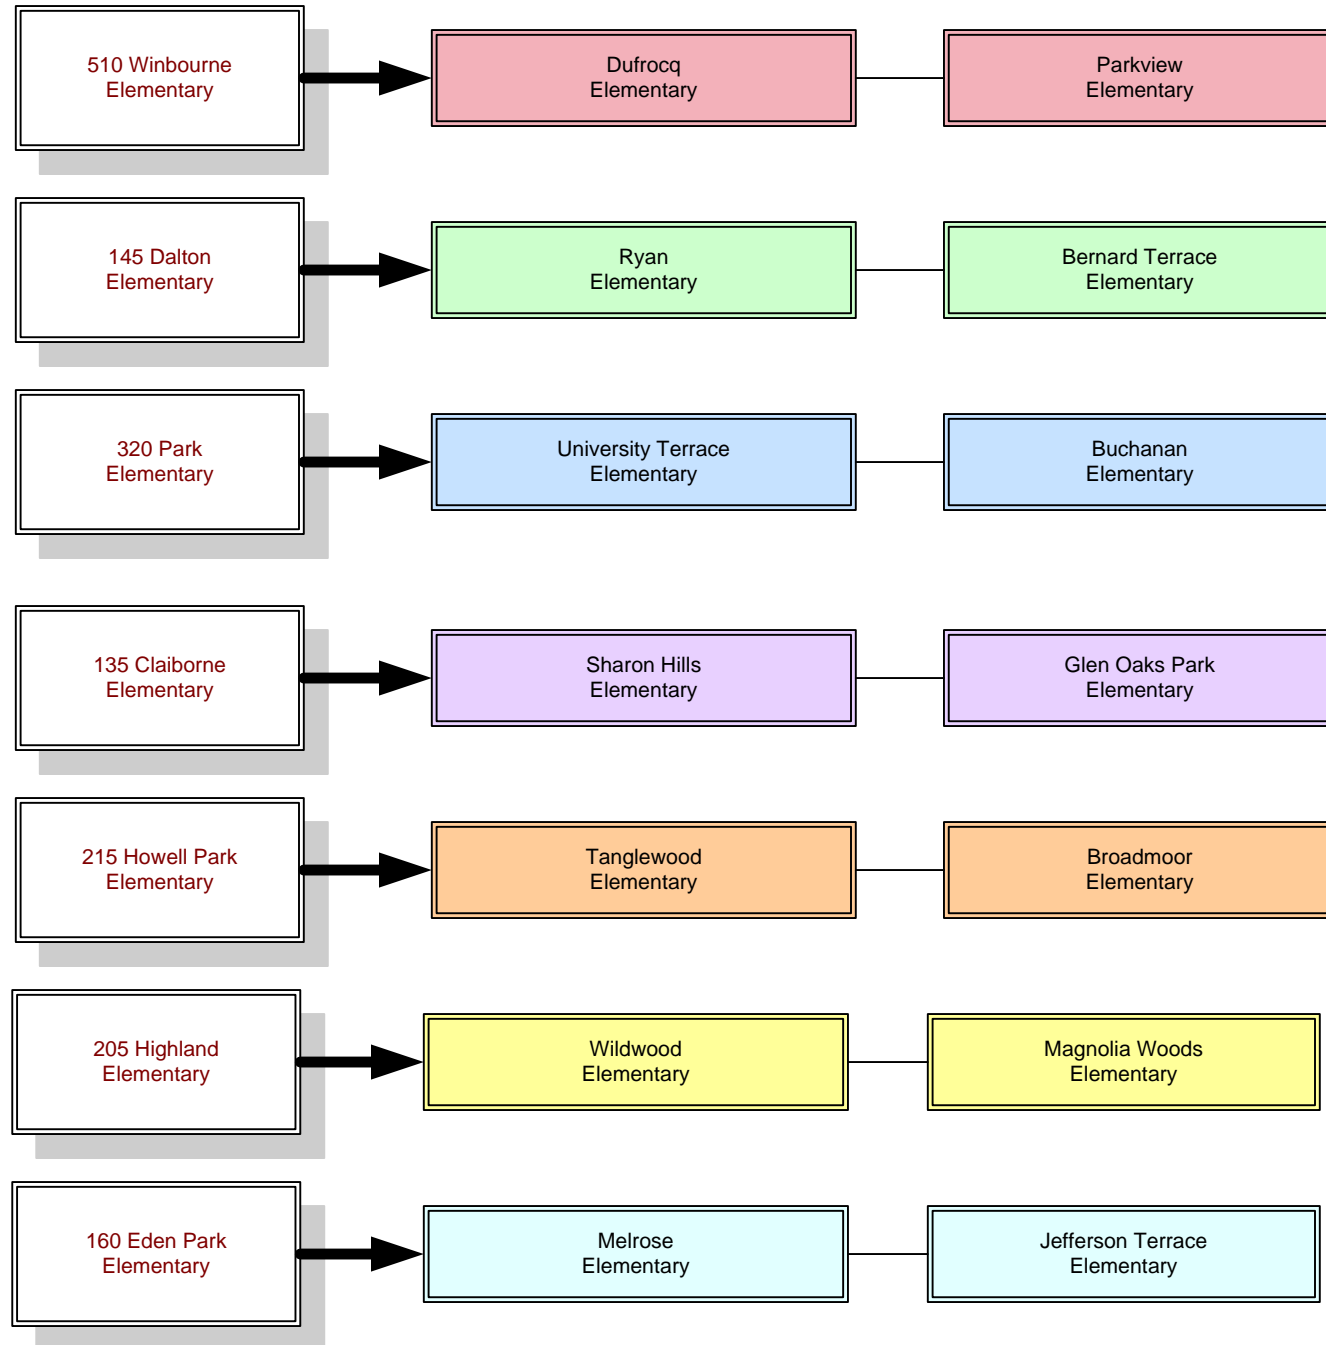 510 Winbourne
Elementary
Dufrocq
Elementary
Parkview
Elementary
145 Dalton
Elementary
Ryan
Elementary
Bernard Terrace
Elementary
320 Park
Elementary
University Terrace
Elementary
Buchanan
Elementary
135 Claiborne
Elementary
Sharon Hills
Elementary
Glen Oaks Park
Elementary
215 Howell Park
Elementary
Tanglewood
Elementary
Broadmoor
Elementary
205 Highland
Elementary
Wildwood
Elementary
Magnolia Woods
Elementary
160 Eden Park
Elementary
Melrose
Elementary
Jefferson Terrace
Elementary